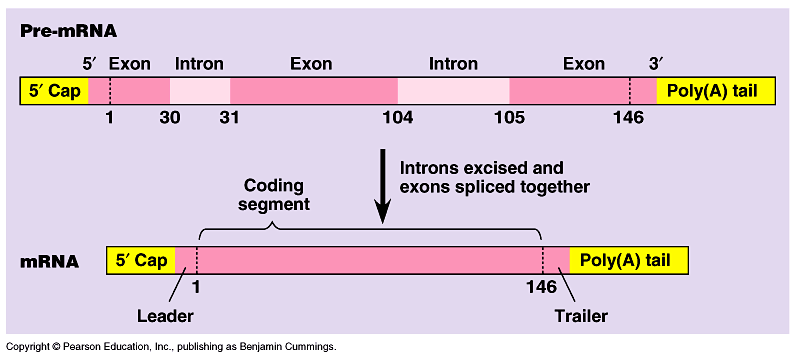 Pre-mRNA
5′ Exon Intron Exon Intron Exon 3′
5′ Cap Poly(A) tail
1 30 31 104 105 146
Introns excised and
exons spliced together
Coding
segment
mRNA 5′ Cap Poly(A) tail
1 146
Leader Trailer
Copyright © Pearson Education, Inc., publishing as Benjamin Cummings.